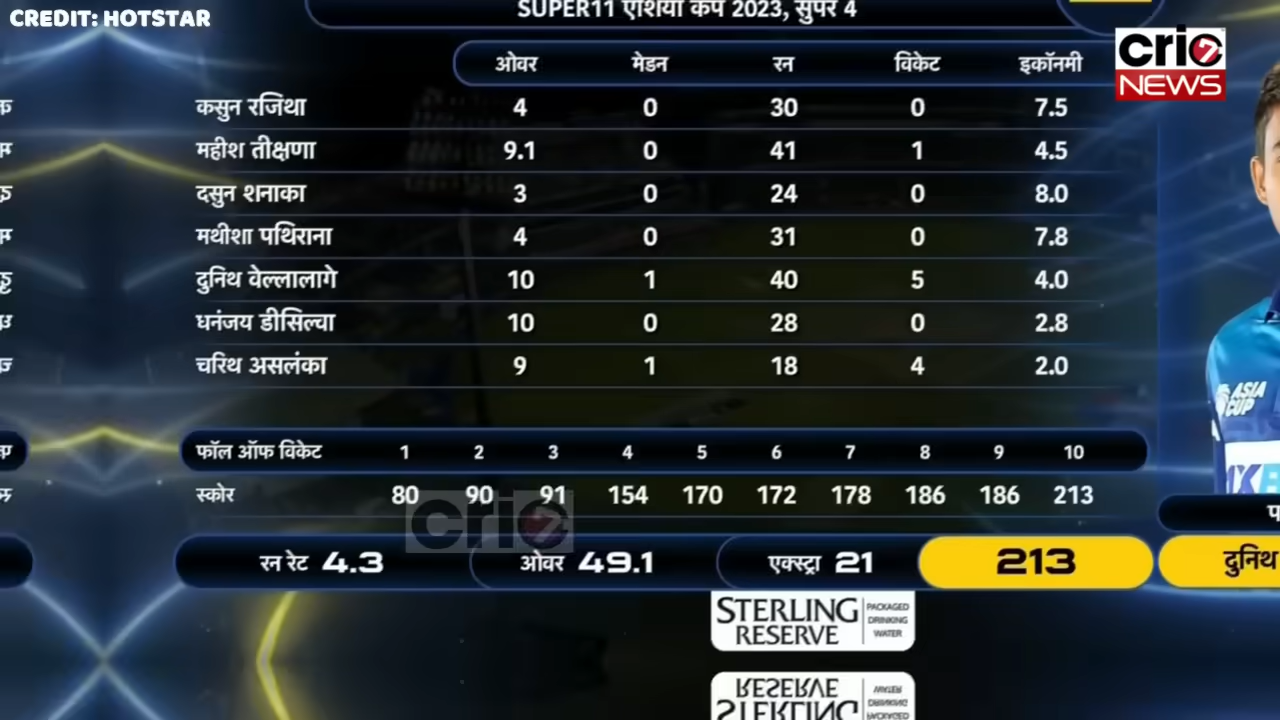 CREDIT: HOTSTAR
SUPER11 एशिया कप 2023, सुपर 4
cric7
NEWS
ओवर मेडन रन विकेट इकॉनमी
कसुन रजिथा 4 0 30 0 7.5
महीश तीक्षणा 9.1 0 41 1 4.5
दसुन शनाका 3 0 24 0 8.0
मथीशा पथिराना 4 0 31 0 7.8
दुनिथ वेल्लालागे 10 1 40 5 4.0
धनंजय डीसिल्वा 10 0 28 0 2.8
चरिथ असलंका 9 1 18 4 2.0
ASIA
CUP
फॉल ऑफ विकेट 1 2 3 4 5 6 7 8 9 10
स्कोर 80 90 91 154 170 172 178 186 186 213
cric7
रन रेट 4.3 ओवर 49.1 एक्स्ट्रा 21 213 दुनिथ
STERLING
RESERVE
PACKAGED
DRINKING
WATER